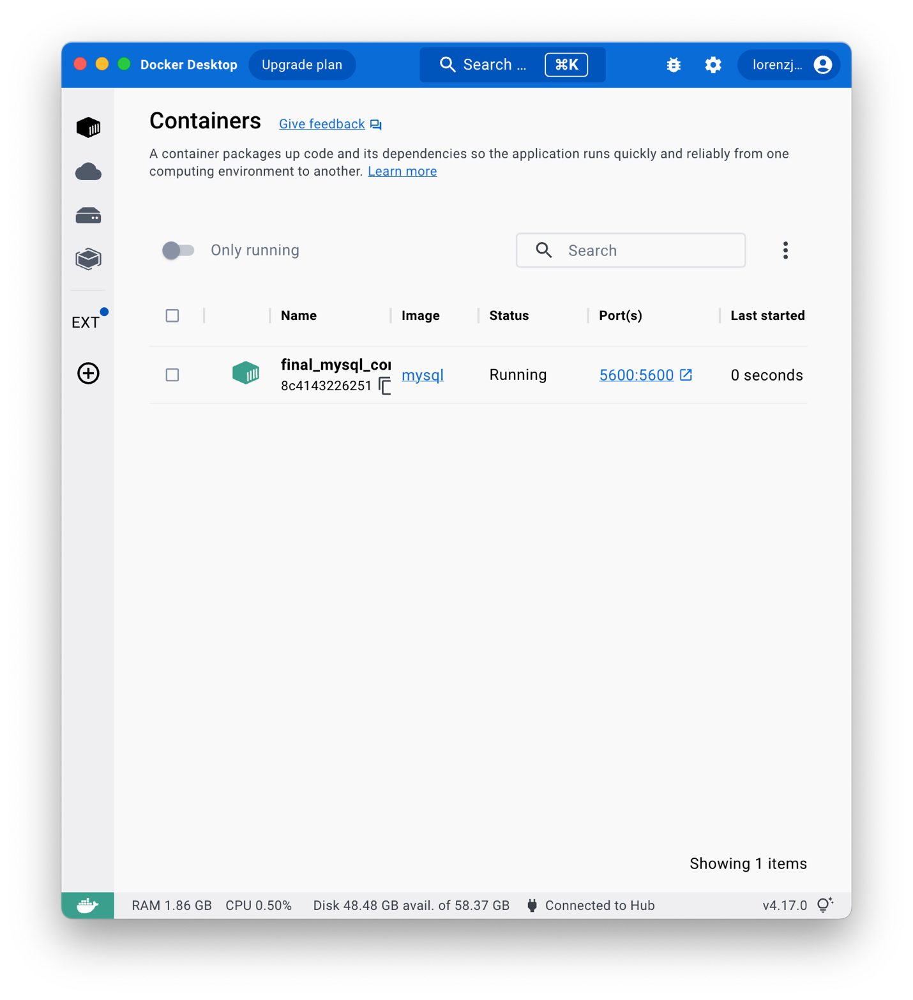 Docker Desktop Upgrade plan Search ... ⌘K lorenzj...
Containers Give feedback
A container packages up code and its dependencies so the application runs quickly and reliably from one
computing environment to another. Learn more
Only running Search
Name Image Status Port(s) Last started
final_mysql_co
8c4143226251 mysql Running 5600:5600 0 seconds
EXT
Showing 1 items
RAM 1.86 GB CPU 0.50% Disk 48.48 GB avail. of 58.37 GB Connected to Hub v4.17.0